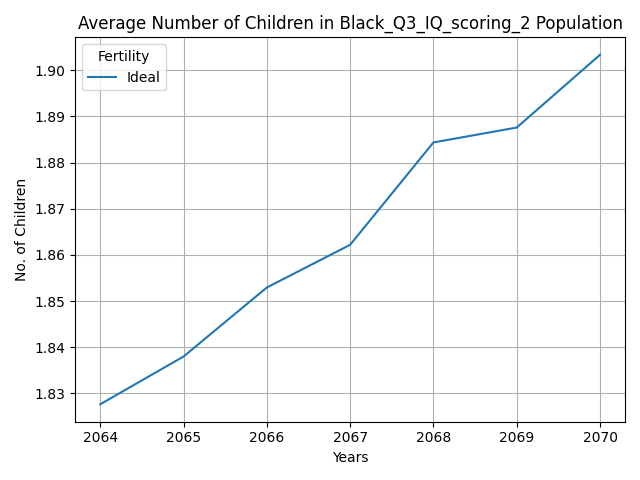 Average Number of Children in Black_Q3_IQ_scoring_2 Population
Fertility
Ideal
No. of Children
1.90
1.89
1.88
1.87
1.86
1.85
1.84
1.83
2064 2065 2066 2067 2068 2069 2070
Years